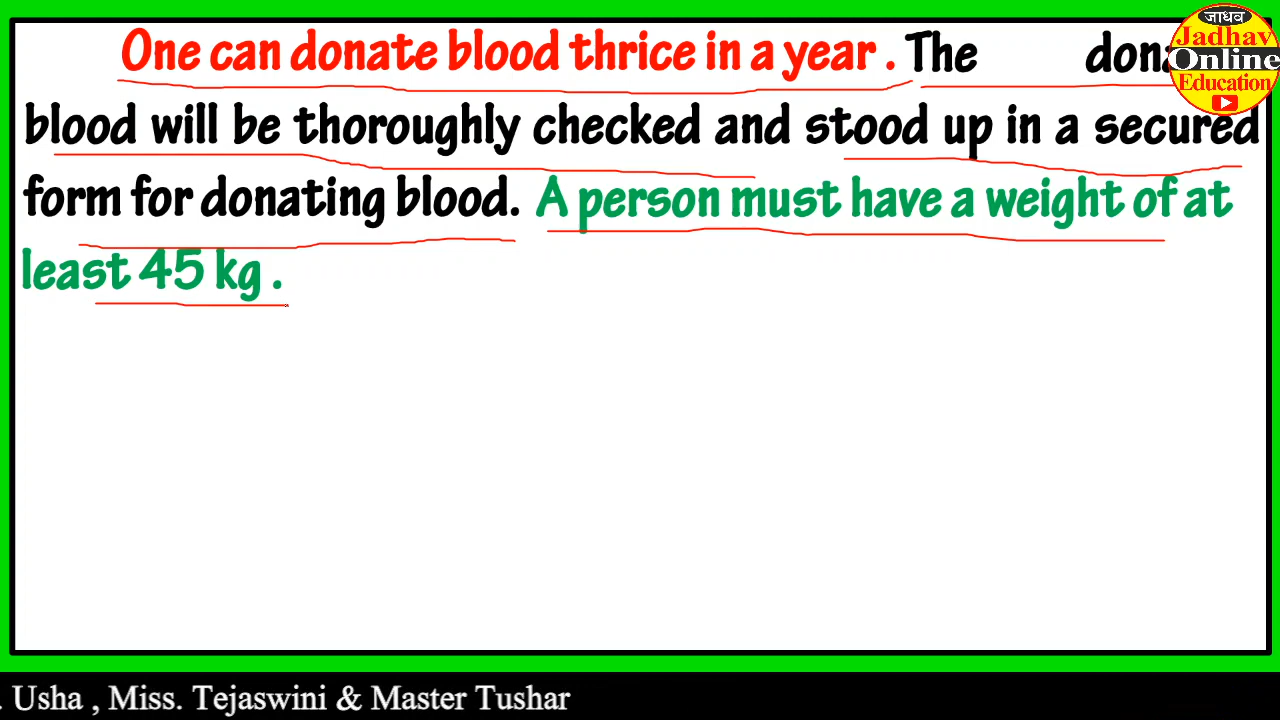 One can donate blood thrice in a year . The
blood will be thoroughly checked and stood up in a secured
form for donating blood. A person must have a weight of at
least 45 kg .
जाधव
Jadhav
Online
Education
. Usha , Miss. Tejaswini & Master Tushar